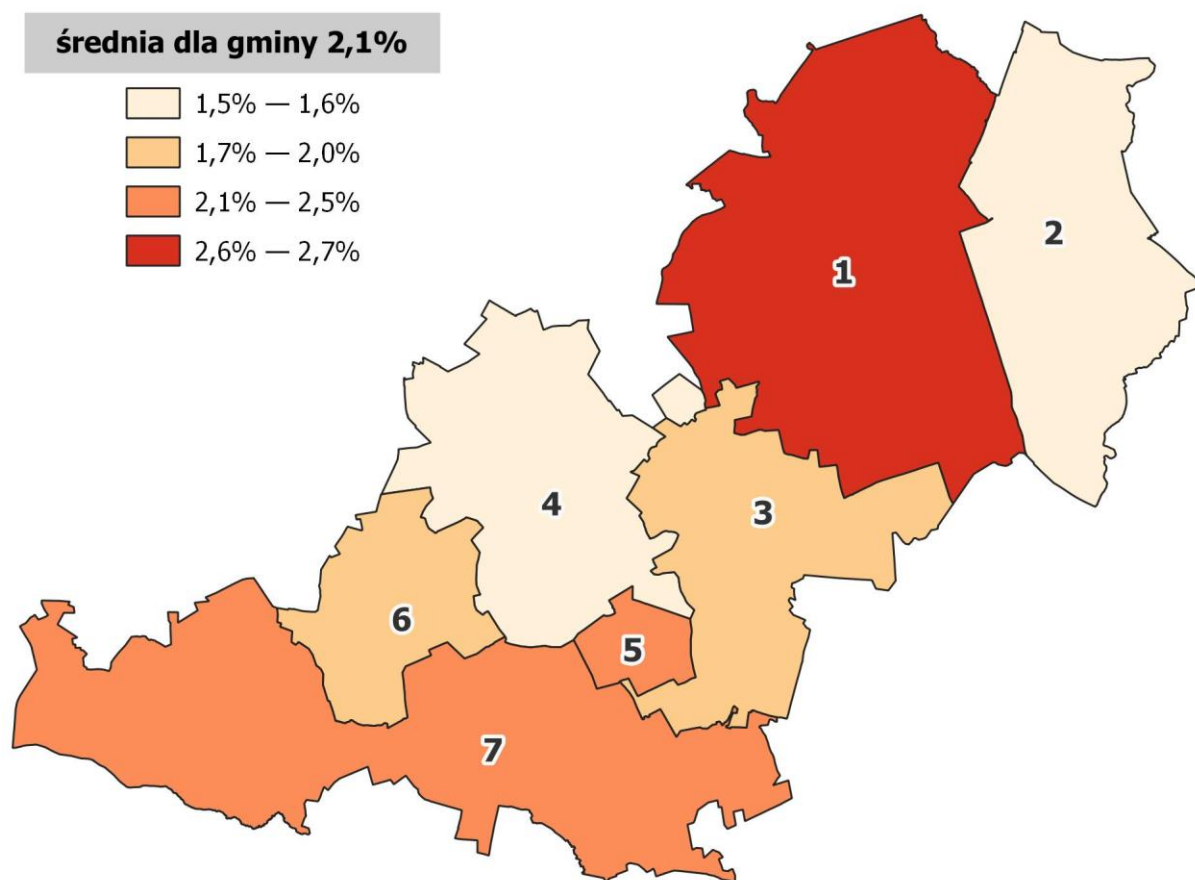 średnia dla gminy 2,1%
1,5% — 1,6%
1,7% — 2,0%
2,1% — 2,5%
2,6% — 2,7%
1
2
3
4
5
6
7